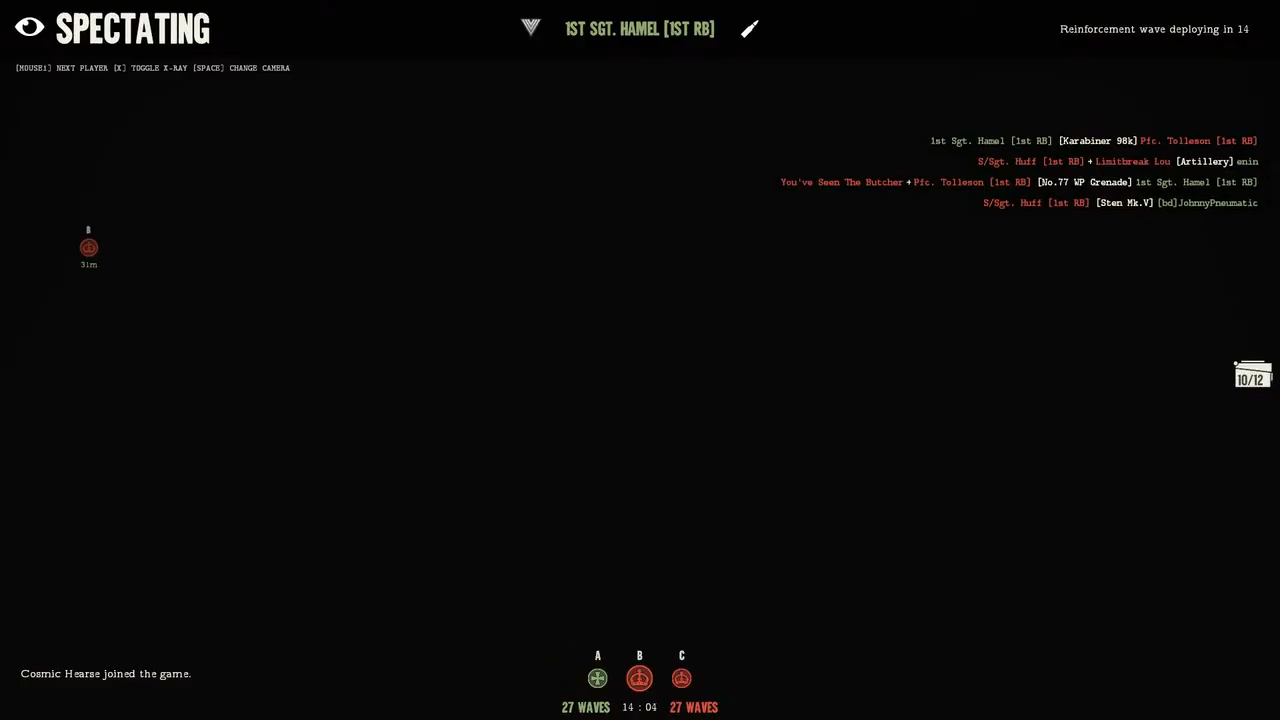 SPECTATING
1ST SGT. HAMEL [1ST RB]
Reinforcement wave deploying in 14
[MOUSE1] NEXT PLAYER [X] TOGGLE X-RAY [SPACE] CHANGE CAMERA
1st Sgt. Hamel [1st RB] [Karabiner 98k] Pfc. Tolleson [1st RB]
S/Sgt. Huff [1st RB] + Limitbreak Lou [Artillery] enin
You've Seen The Butcher + Pfc. Tolleson [1st RB] [No.77 WP Grenade] 1st Sgt. Hamel [1st RB]
S/Sgt. Huff [1st RB] [Sten Mk.V] [bd]JohnnyPneumatic
B
31m
10/12
Cosmic Hearse joined the game.
A B C
27 WAVES 14 : 04 27 WAVES